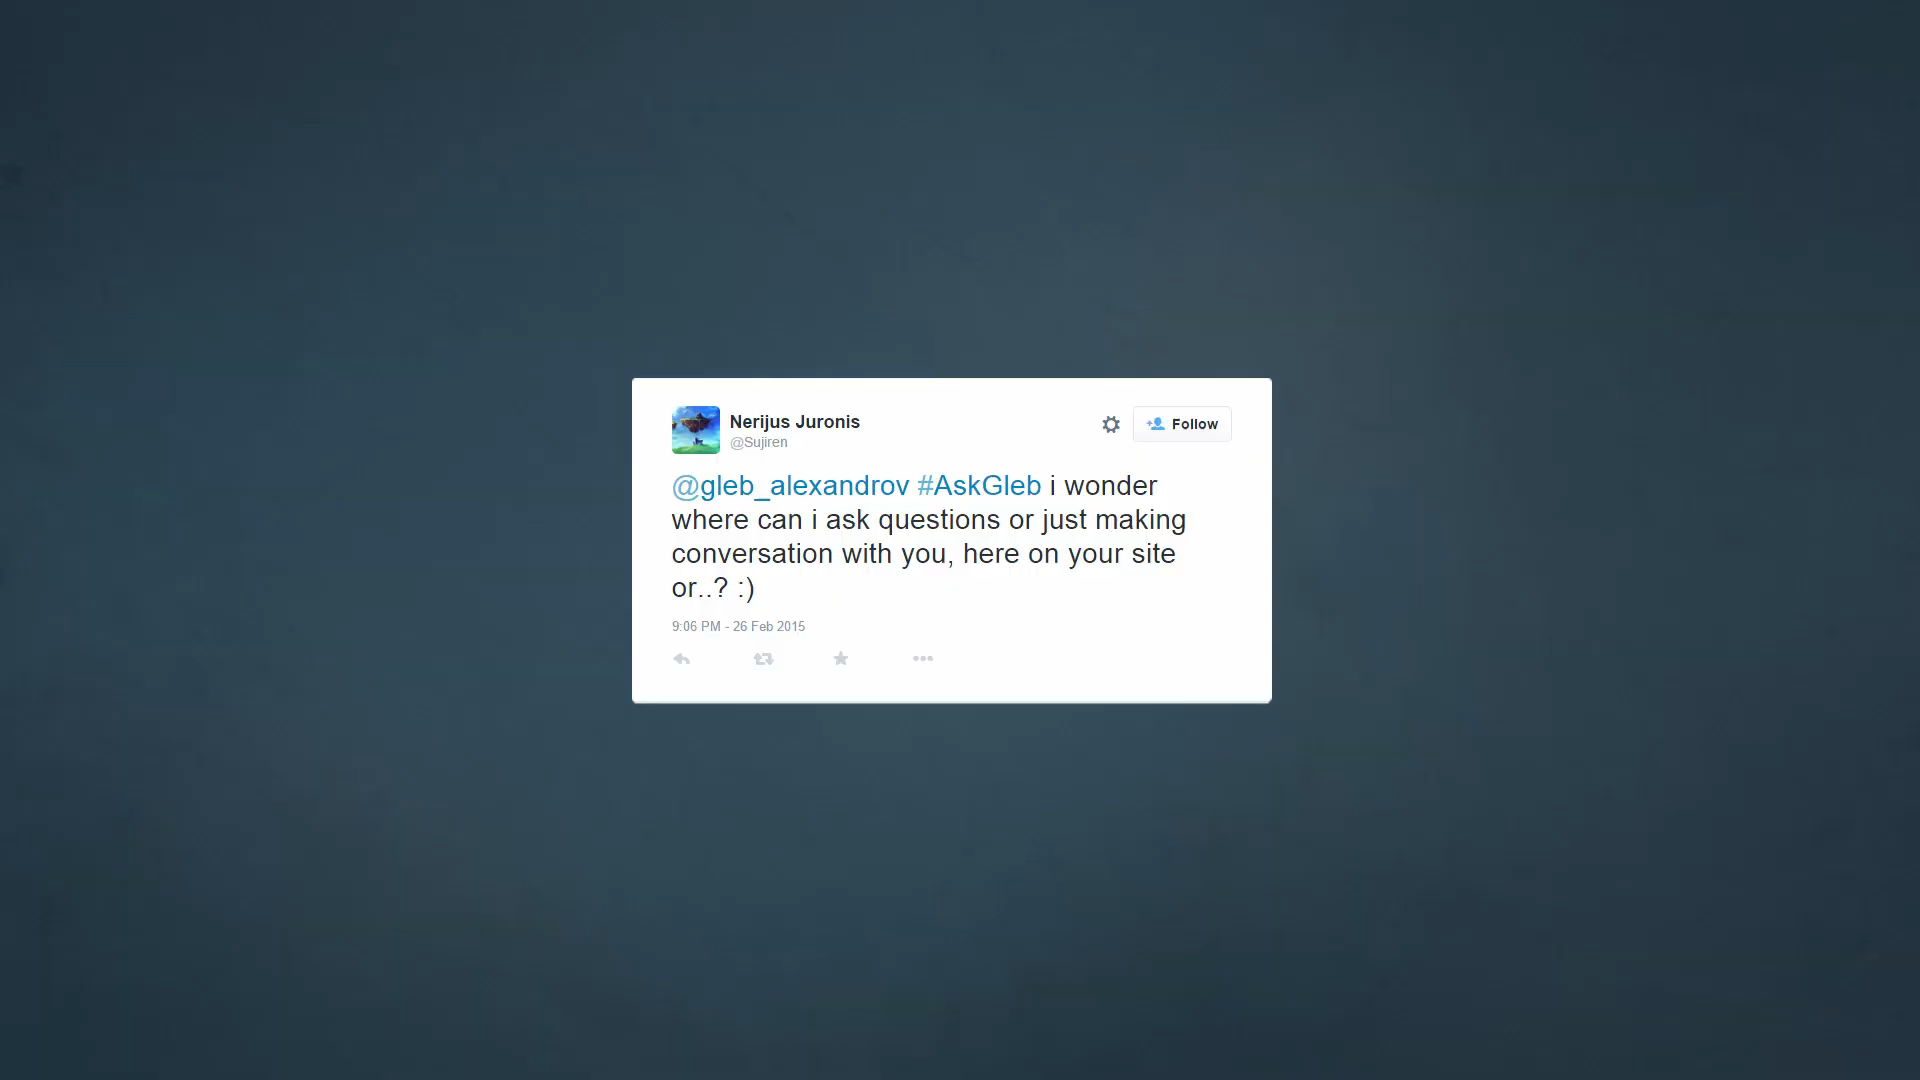 Nerijus Juronis
@Sujiren
Follow
@gleb_alexandrov #AskGleb i wonder
where can i ask questions or just making
conversation with you, here on your site
or..? :)
9:06 PM - 26 Feb 2015